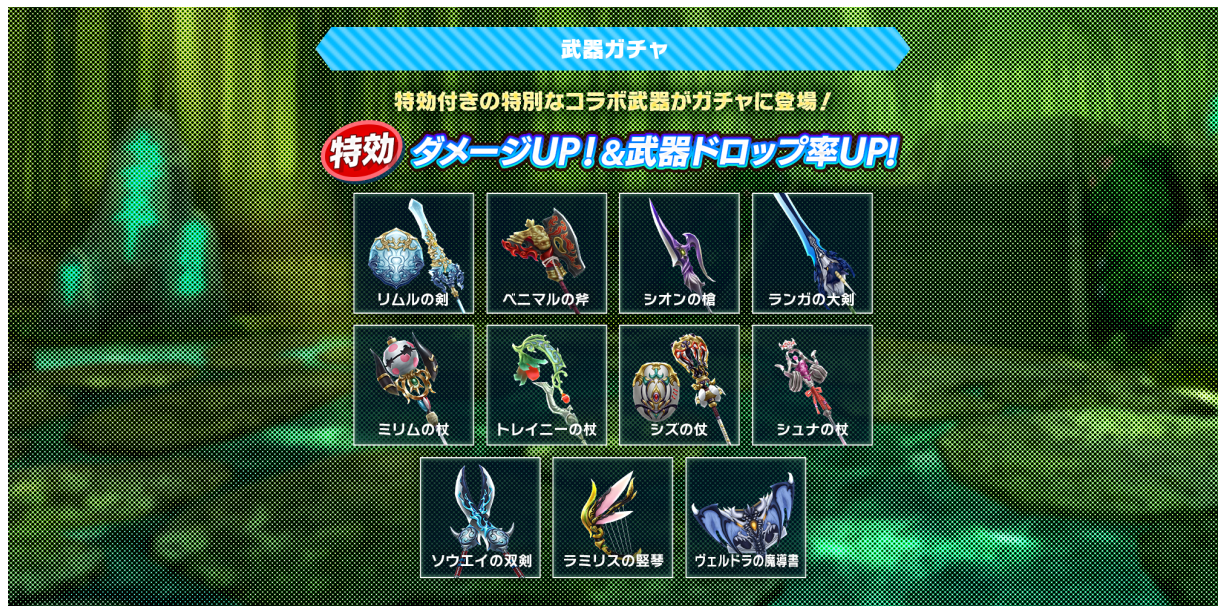 武器ガチャ
特効付きの特別なコラボ武器がガチャに登場！
特効 ダメージUP！&武器ドロップ率UP!
リムルの剣 ベニマルの斧 シオンの槍 ランガの大剣
ミリムの杖 トレイニーの杖 シズの仗 シュナの杖
ソウエイの双剣 ラミリスの竪琴 ヴェルドラの魔導書